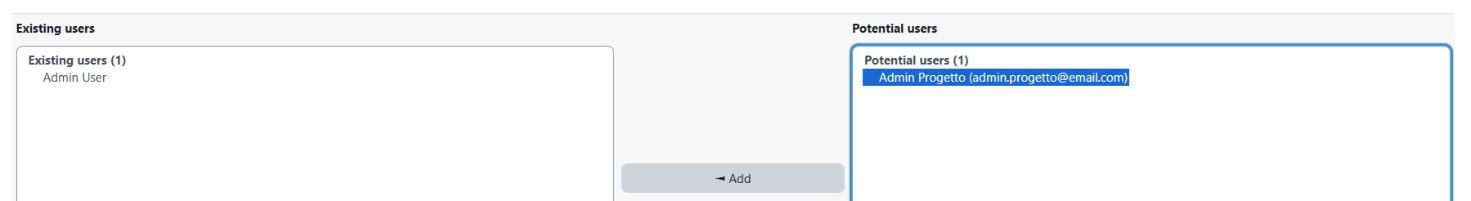 Existing users
Existing users (1)
Admin User
◄ Add
Potential users
Potential users (1)
Admin Progetto (admin.progetto@email.com)